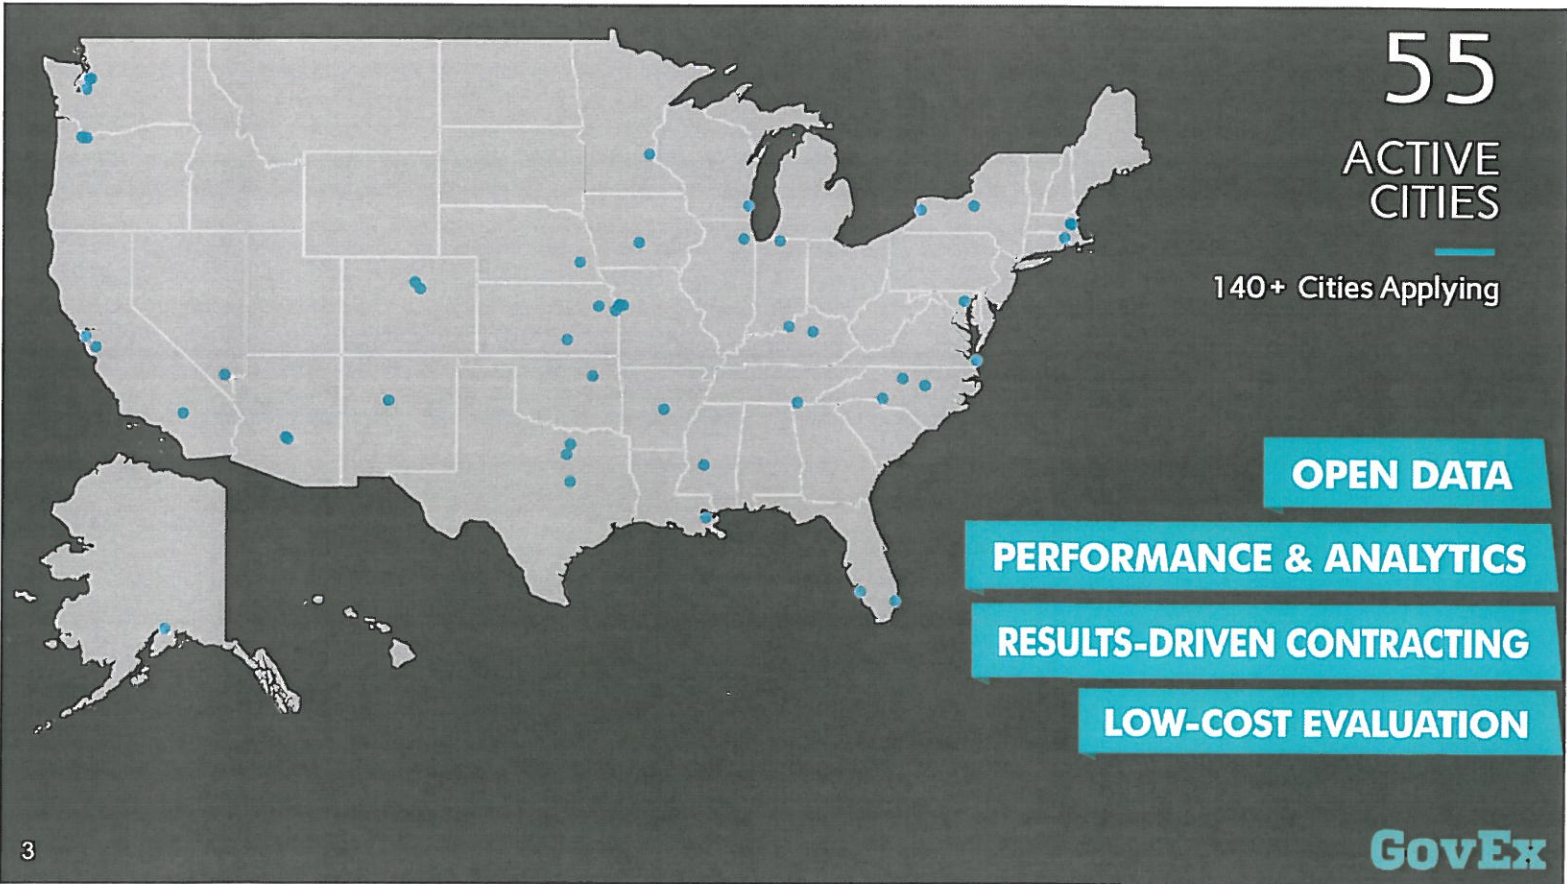 55
ACTIVE
CITIES
140+ Cities Applying
OPEN DATA
PERFORMANCE & ANALYTICS
RESULTS-DRIVEN CONTRACTING
LOW-COST EVALUATION
3
GovEx